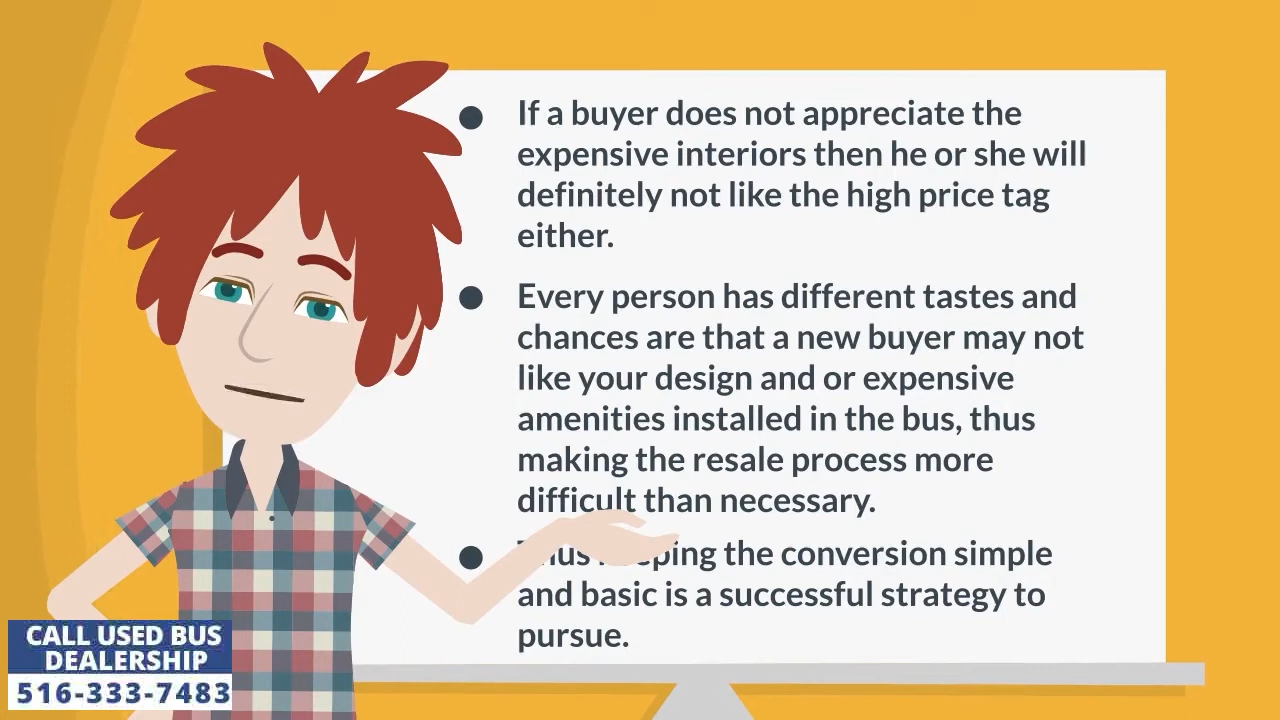 If a buyer does not appreciate the
expensive interiors then he or she will
definitely not like the high price tag
either.
Every person has different tastes and
chances are that a new buyer may not
like your design and or expensive
amenities installed in the bus, thus
making the resale process more
difficult than necessary.
Thus keeping the conversion simple
and basic is a successful strategy to
pursue.
CALL USED BUS
DEALERSHIP
516-333-7483